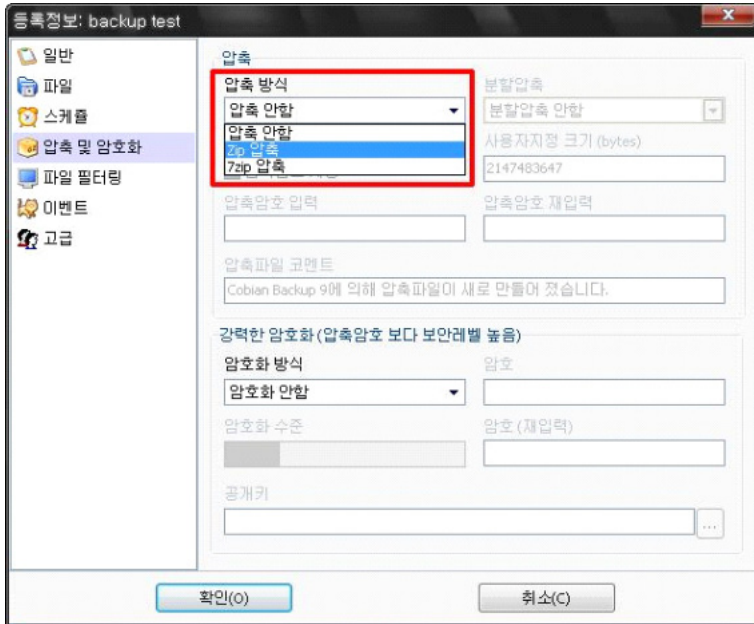 등록정보: backup test
일반
파일
스케쥴
압축 및 암호화
파일 필터링
이벤트
고급
압축
압축 방식
분할압축
압축 안함
분할압축 안함
압축 안함
Zip 압축
7zip 압축
사용자지정 크기 (bytes)
2147483647
압축암호 입력
압축암호 재입력
압축파일 코멘트
Cobian Backup 9에 의해 압축파일이 새로 만들어 졌습니다.
강력한 암호화 (압축암호 보다 보안레벨 높음)
암호화 방식
암호
암호화 안함
암호화 수준
암호 (재입력)
공개키
...
확인(O)
취소(C)